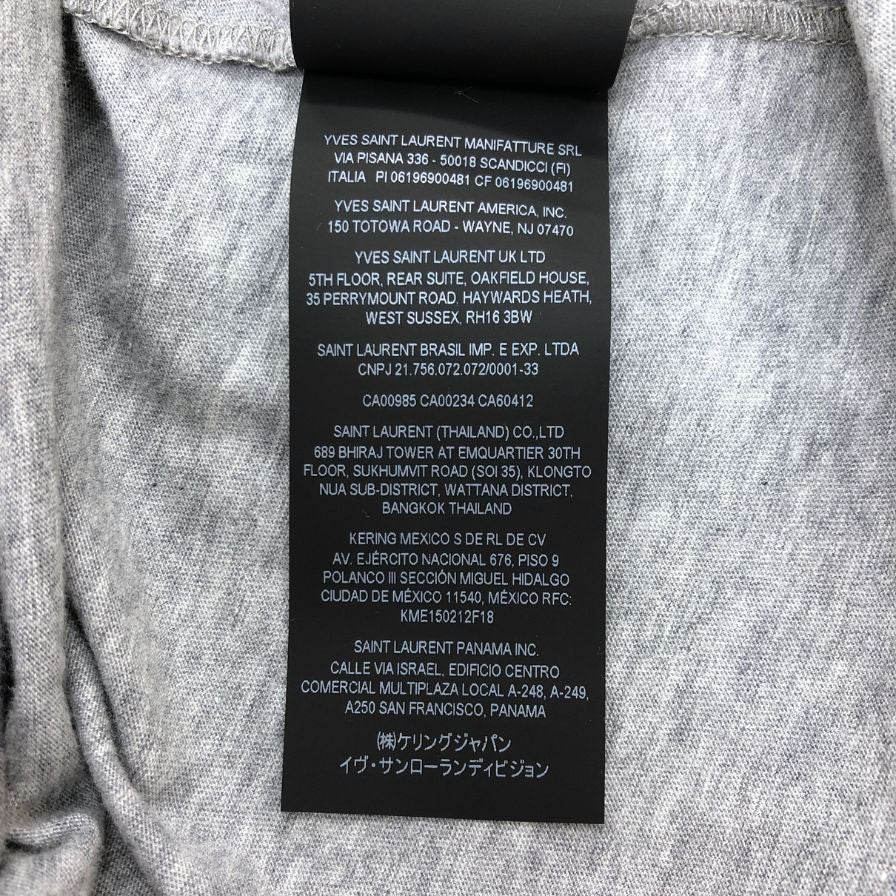 YVES SAINT LAURENT MANIFATTURE SRL
VIA PISANA 336 - 50018 SCANDICCI (FI)
ITALIA PI 06196900481 CF 06196900481
YVES SAINT LAURENT AMERICA, INC.
150 TOTOWA ROAD - WAYNE, NJ 07470
YVES SAINT LAURENT UK LTD
5TH FLOOR, REAR SUITE, OAKFIELD HOUSE,
35 PERRYMOUNT ROAD, HAYWARDS HEATH,
WEST SUSSEX, RH16 3BW
SAINT LAURENT BRASIL IMP. E EXP. LTDA
CNPJ 21.756.072.072/0001-33
CA00985 CA00234 CA60412
SAINT LAURENT (THAILAND) CO.,LTD
689 BHIRAJ TOWER AT EMQUARTIER 30TH
FLOOR, SUKHUMVIT ROAD (SOI 35), KLONGTO
NUA SUB-DISTRICT, WATTANA DISTRICT,
BANGKOK THAILAND
KERING MEXICO S DE RL DE CV
AV. EJÉRCITO NACIONAL 676, PISO 9
POLANCO III SECCIÓN MIGUEL HIDALGO
CIUDAD DE MÉXICO 11540, MÉXICO RFC:
KME150212F18
SAINT LAURENT PANAMA INC.
CALLE VIA ISRAEL, EDIFICIO CENTRO
COMERCIAL MULTIPLAZA LOCAL A-248, A-249,
A250 SAN FRANCISCO, PANAMA
㈱ケリングジャパン
イヴ・サンローランディビジョン